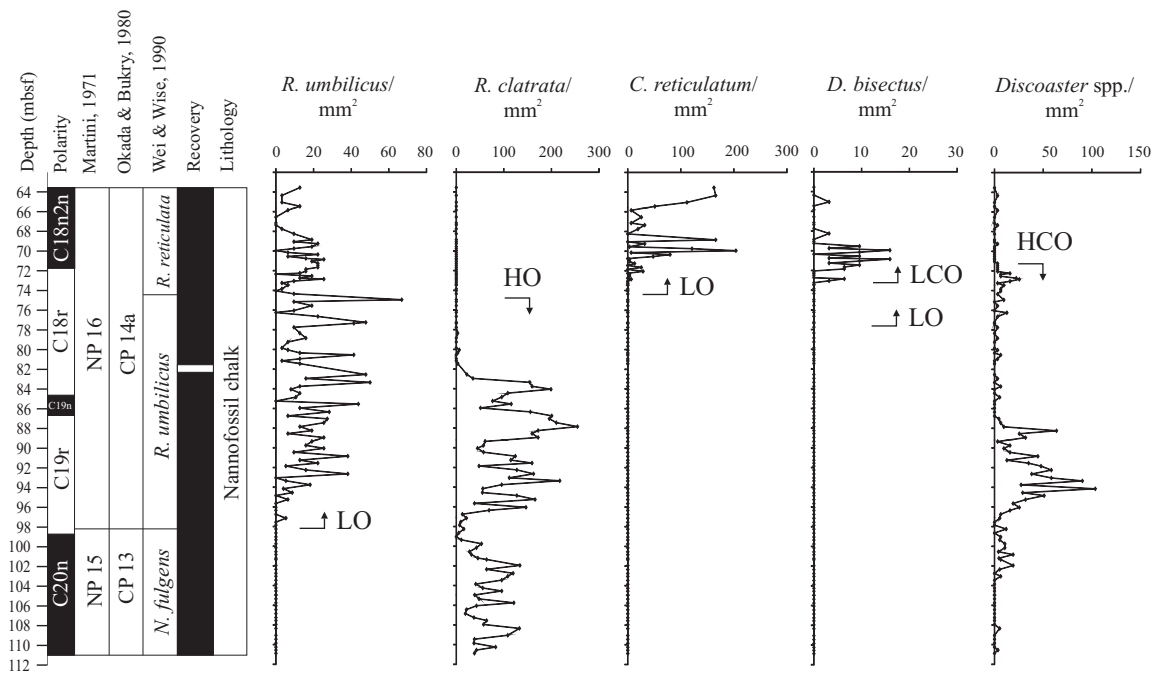 Depth (mbsf)
Polarity
Martini, 1971
Okada & Bukry, 1980
Wei & Wise, 1990
Recovery
Lithology
R. umbilicus/
mm2
R. clatrata/
mm2
C. reticulatum/
mm2
D. bisectus/
mm2
Discoaster spp./
mm2
0 20 40 60 80
0 100 200 300
0 100 200 300
0 10 20 30
0 50 100 150
64
66
68
70
72
74
76
78
80
82
84
86
88
90
92
94
96
98
100
102
104
106
108
110
112
C18n2n
C18r
C19n
C19r
C20n
NP 16
NP 15
CP 14a
CP 13
R. reticulata
R. umbilicus
N. fulgens
Nannofossil chalk
LO
HO
LO
LCO
LO
HCO